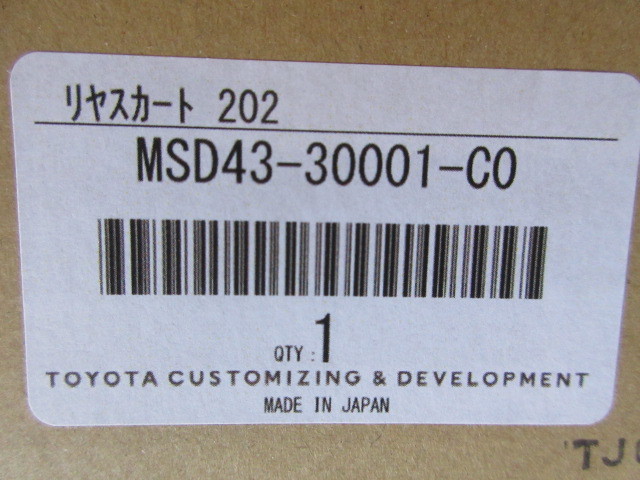 リヤスカート 202
MSD43-30001-C0
QTY : 1
TOYOTA CUSTOMIZING & DEVELOPMENT
MADE IN JAPAN